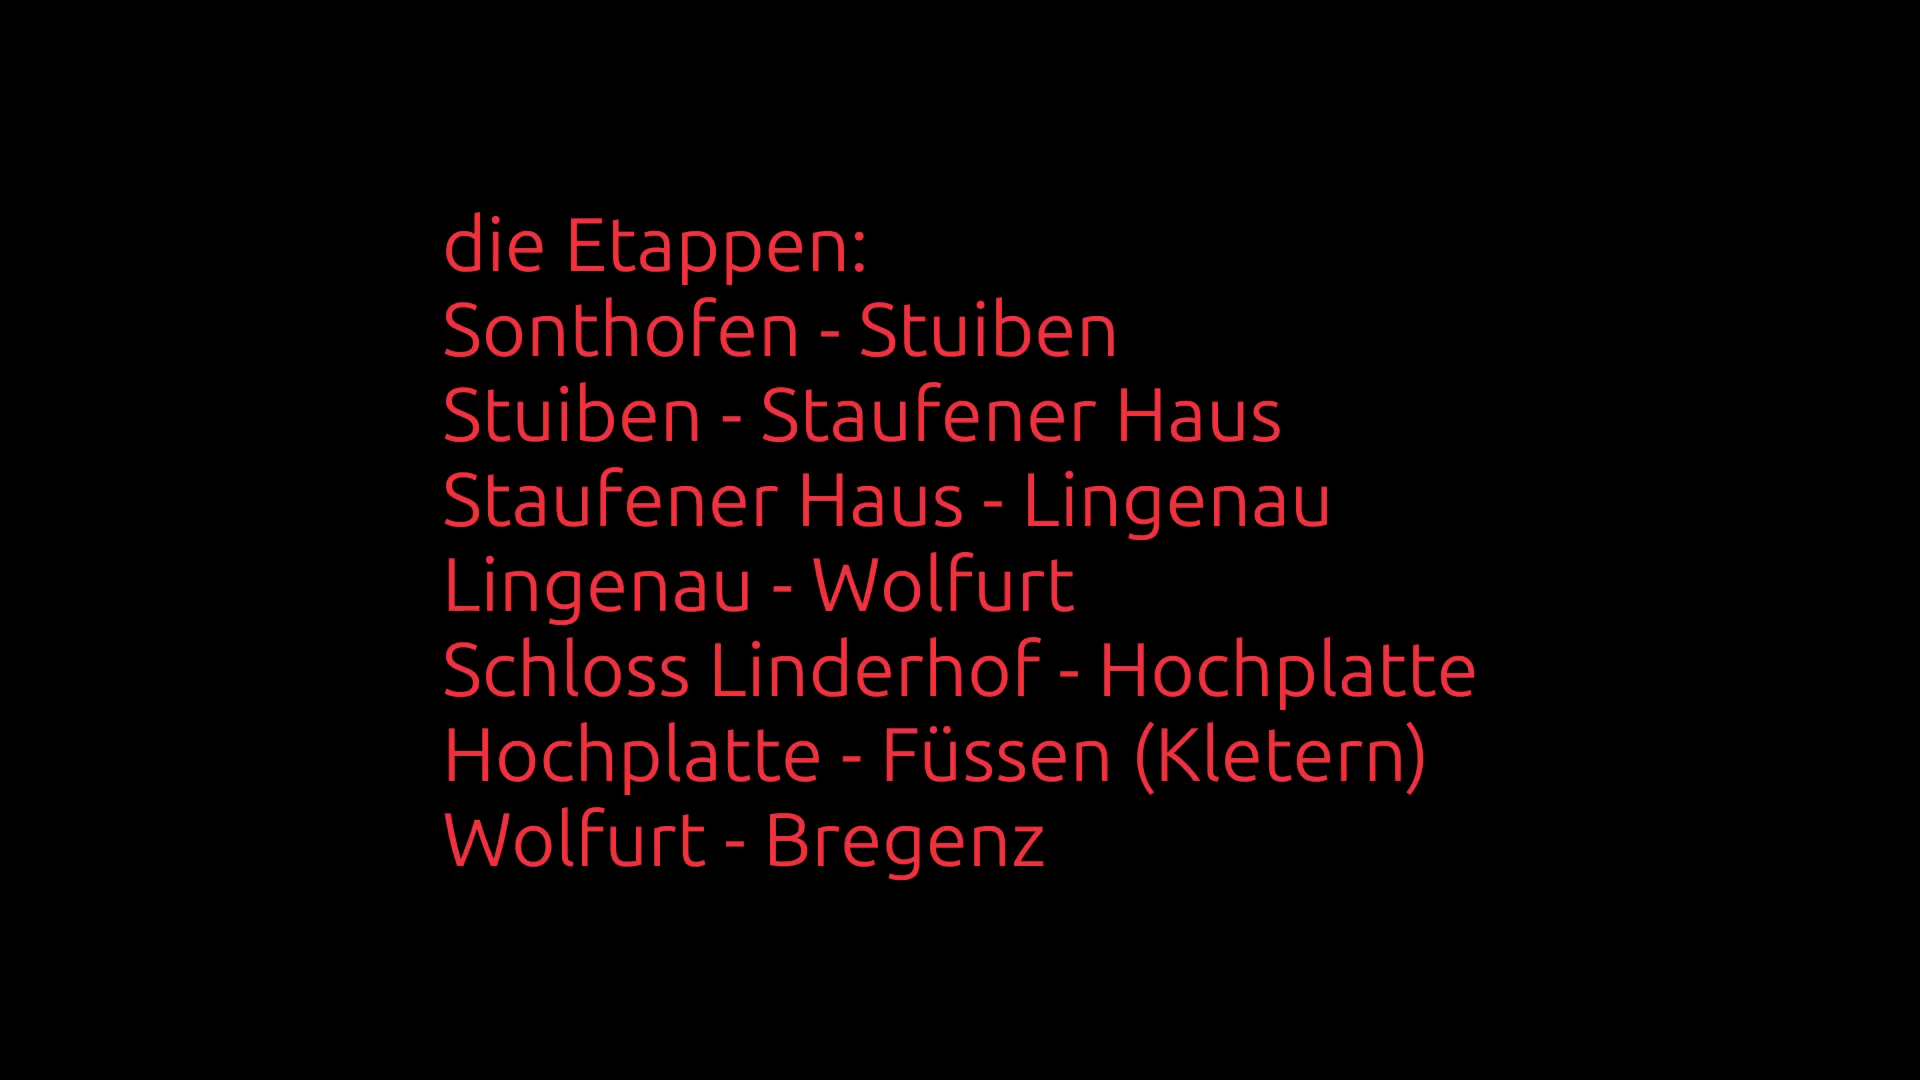 die Etappen:
Sonthofen - Stuiben
Stuiben - Staufener Haus
Staufener Haus - Lingenau
Lingenau - Wolfurt
Schloss Linderhof - Hochplatte
Hochplatte - Füssen (Kletern)
Wolfurt - Bregenz